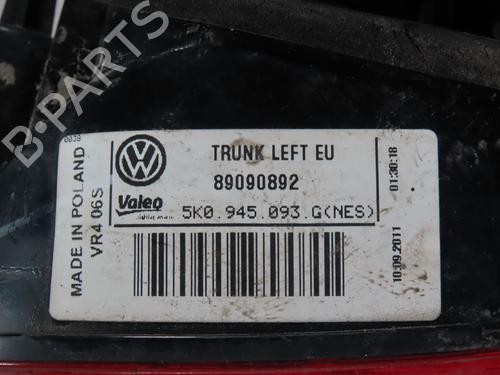 B-PARTS
0038
TRUNK LEFT EU
89090892
Valeo
5K0.945.093.G(NES)
MADE IN POLAND
VR4 06S
01:30:18
10.09.2011